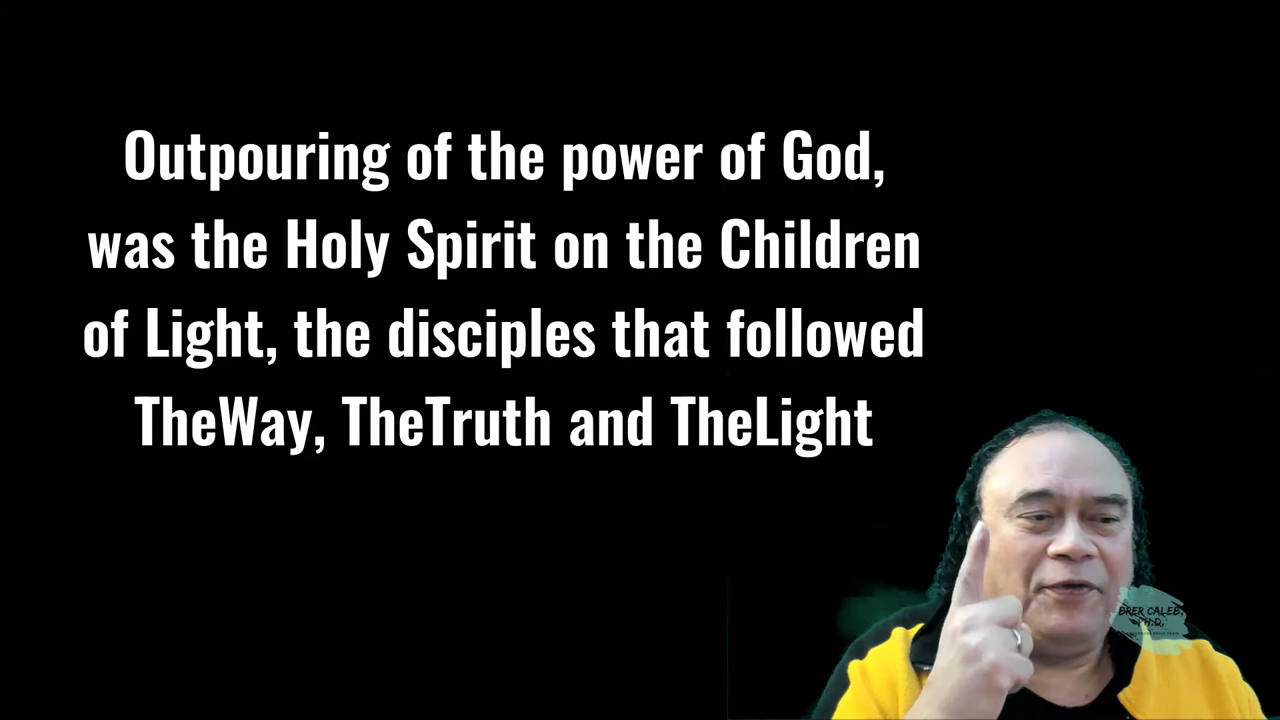 Outpouring of the power of God,
was the Holy Spirit on the Children
of Light, the disciples that followed
TheWay, TheTruth and TheLight
BRER CALEB,
PH.D.